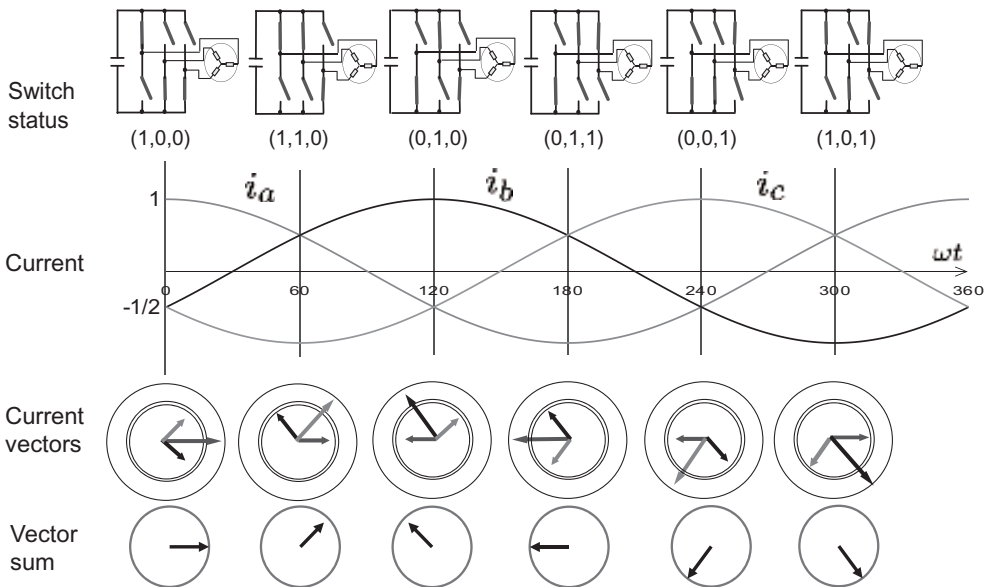 Switch
status
(1,0,0) (1,1,0) (0,1,0) (0,1,1) (0,0,1) (1,0,1)
i_a i_b i_c
1
Current
ωt
0 60 120 180 240 300 360
-1/2
Current
vectors
Vector
sum